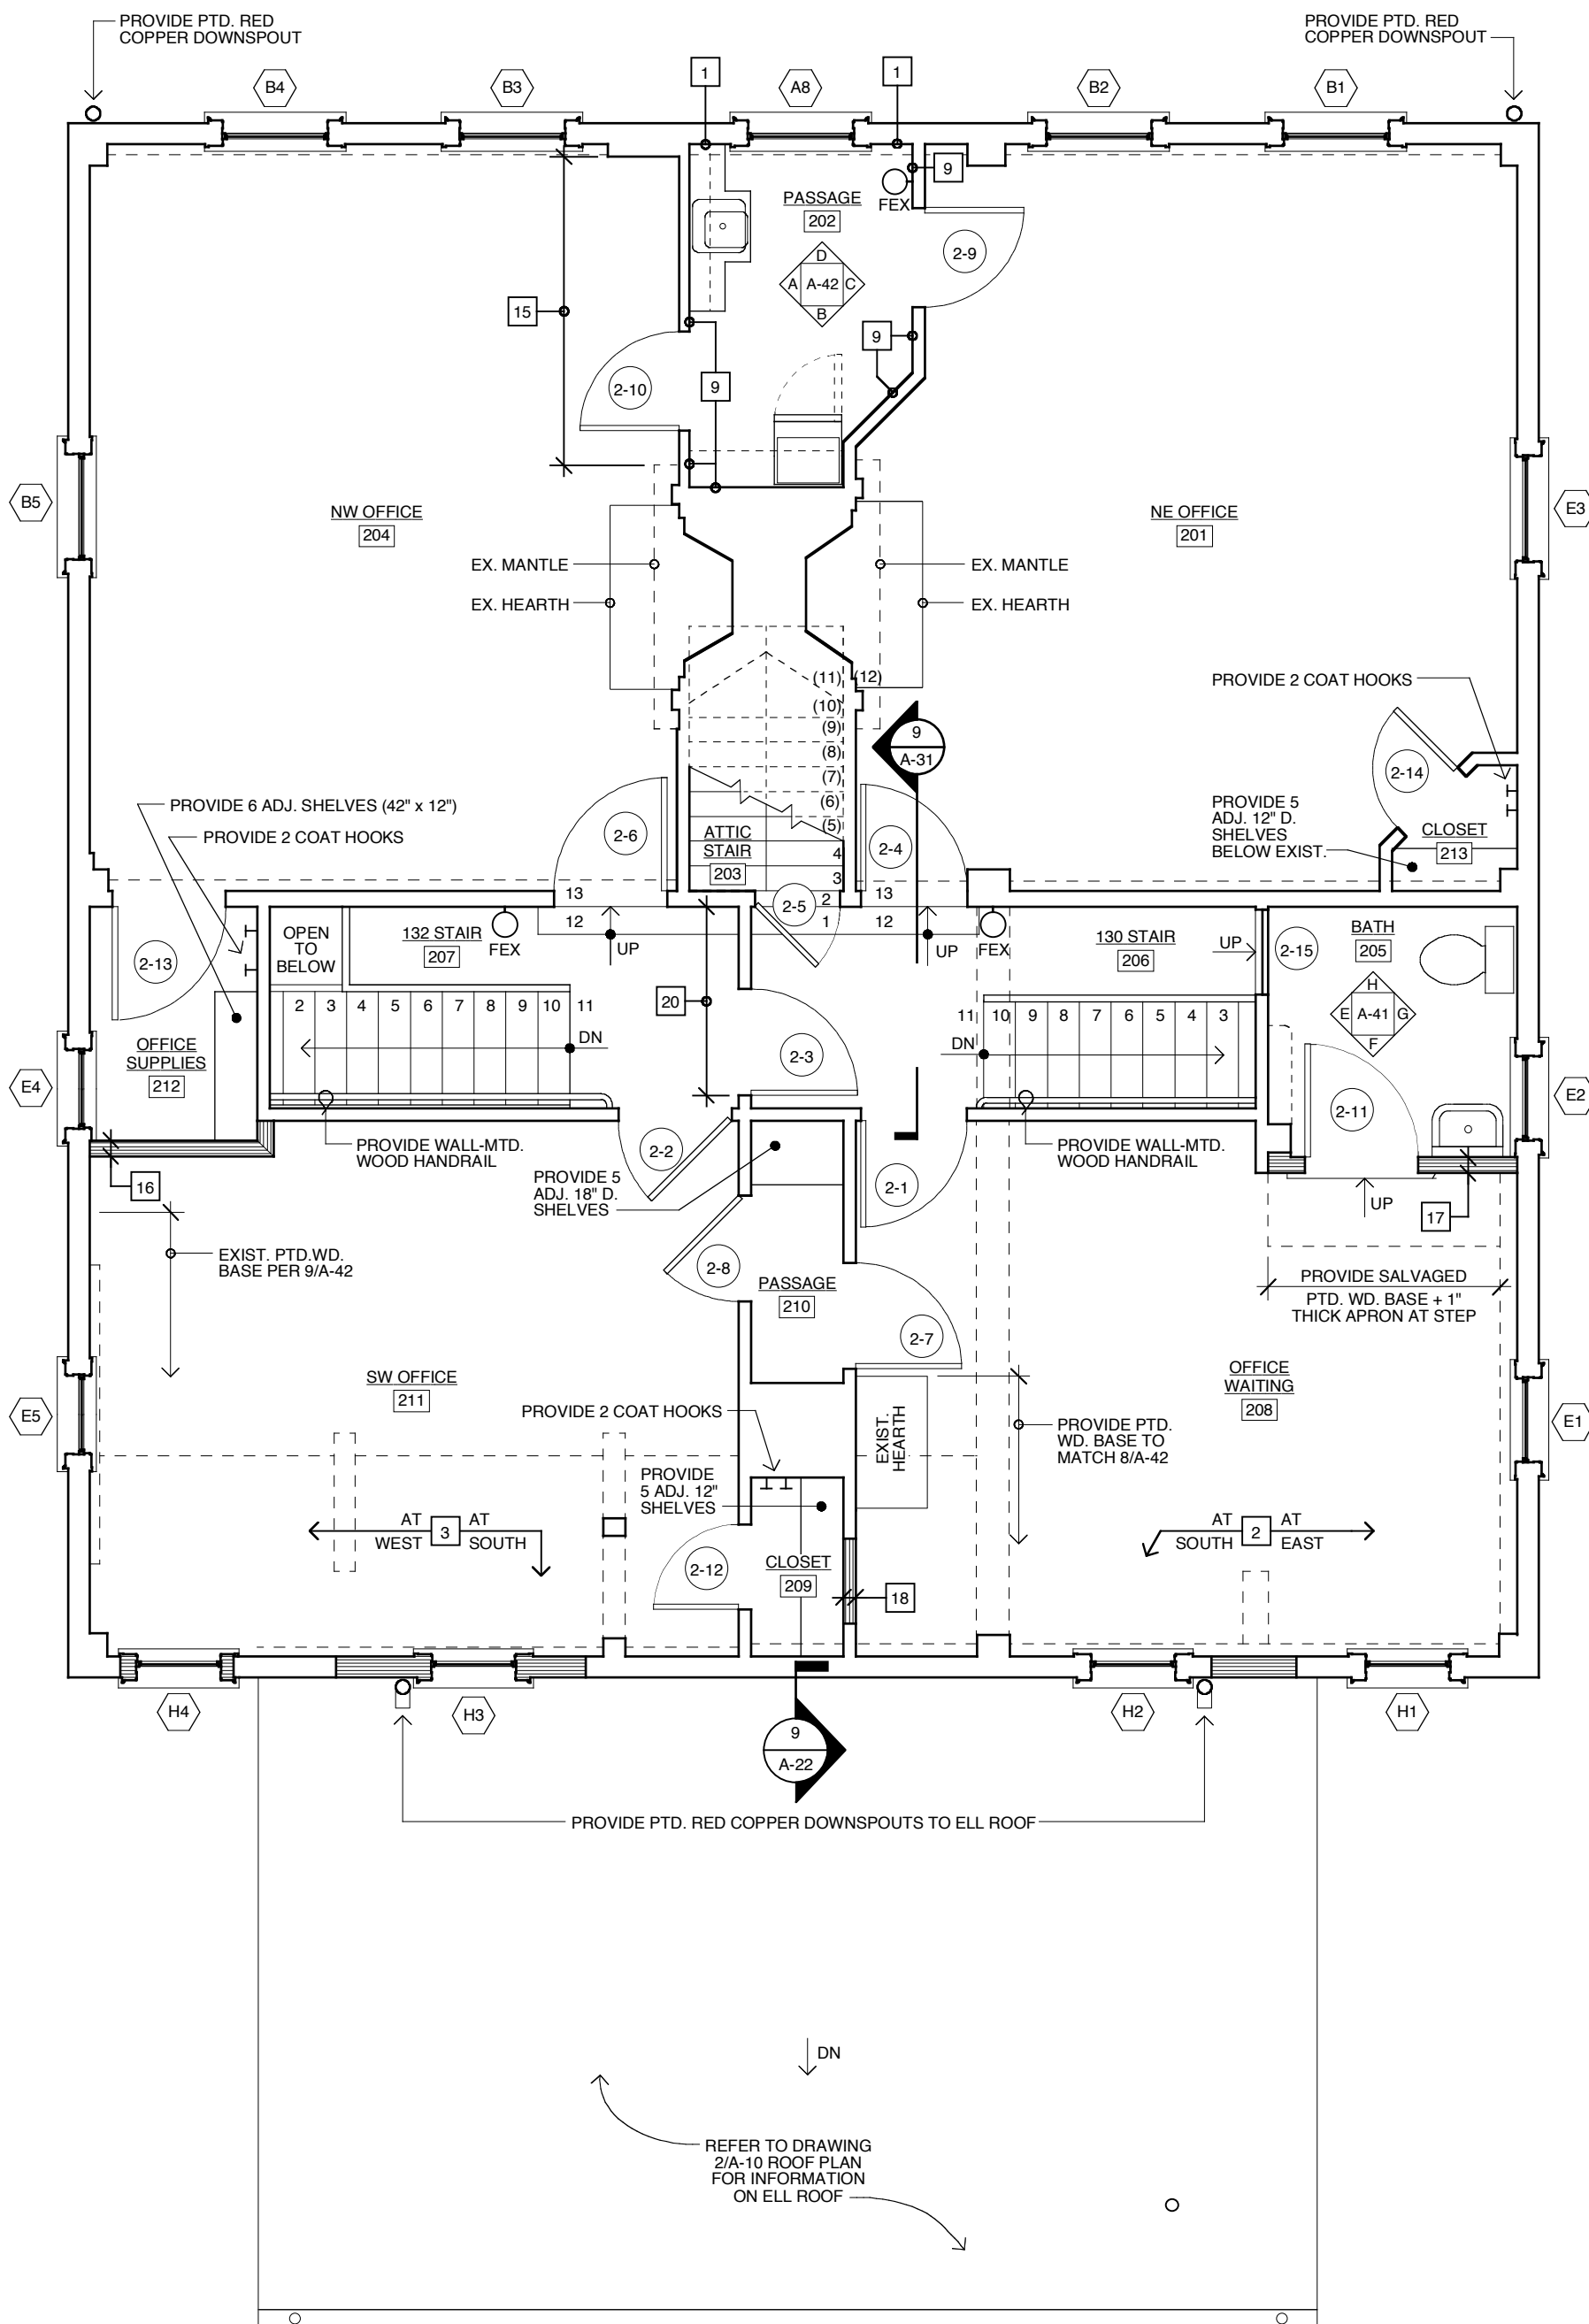 PROVIDE PTD. RED
COPPER DOWNSPOUT
PROVIDE PTD. RED
COPPER DOWNSPOUT
B4
B3
1
A8
1
B2
B1
9
FEX
PASSAGE
202
2-9
D
A
A-42
C
B
15
9
9
2-10
B5
NW OFFICE
204
NE OFFICE
201
E3
EX. MANTLE
EX. HEARTH
EX. MANTLE
EX. HEARTH
(11)
(12)
(10)
(9)
(8)
(7)
(6)
(5)
4
3
2
1
9
A-31
PROVIDE 2 COAT HOOKS
2-14
PROVIDE 5
ADJ. 12" D.
SHELVES
BELOW EXIST.
CLOSET
213
PROVIDE 6 ADJ. SHELVES (42" x 12")
PROVIDE 2 COAT HOOKS
2-6
ATTIC
STAIR
203
2-4
2-5
13
12
13
12
OPEN
TO
BELOW
132 STAIR
207
FEX
UP
UP
FEX
130 STAIR
206
UP
2-15
BATH
205
H
E
A-41
G
F
2-13
2
3
4
5
6
7
8
9
10
11
DN
20
2-3
11
10
9
8
7
6
5
4
3
DN
OFFICE
SUPPLIES
212
E4
E2
2-11
PROVIDE WALL-MTD.
WOOD HANDRAIL
2-2
PROVIDE 5
ADJ. 18" D.
SHELVES
2-1
PROVIDE WALL-MTD.
WOOD HANDRAIL
16
UP
17
EXIST. PTD.WD.
BASE PER 9/A-42
2-8
PASSAGE
210
PROVIDE SALVAGED
PTD. WD. BASE + 1"
THICK APRON AT STEP
2-7
SW OFFICE
211
OFFICE
WAITING
208
E5
E1
PROVIDE 2 COAT HOOKS
EXIST.
HEARTH
PROVIDE PTD.
WD. BASE TO
MATCH 8/A-42
PROVIDE
5 ADJ. 12"
SHELVES
AT
WEST
3
AT
SOUTH
AT
SOUTH
2
AT
EAST
2-12
CLOSET
209
18
H4
H3
H2
H1
9
A-22
PROVIDE PTD. RED COPPER DOWNSPOUTS TO ELL ROOF
DN
REFER TO DRAWING
2/A-10 ROOF PLAN
FOR INFORMATION
ON ELL ROOF